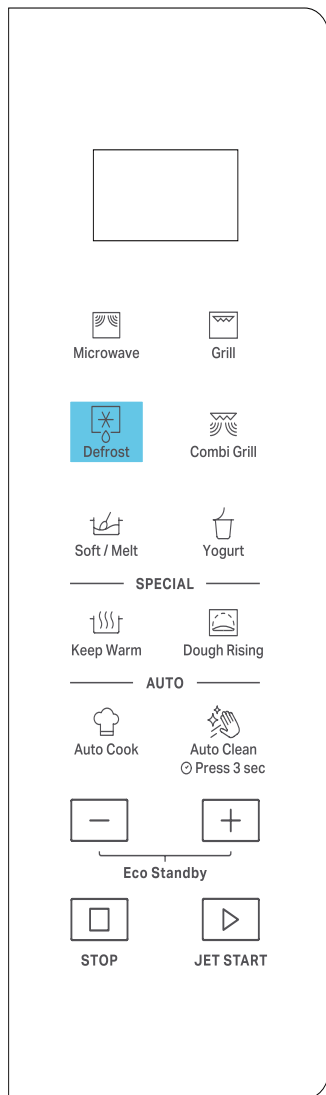 Microwave Grill
Defrost Combi Grill
Soft / Melt Yogurt
SPECIAL
Keep Warm Dough Rising
AUTO
Auto Cook Auto Clean
Press 3 sec
Eco Standby
STOP JET START